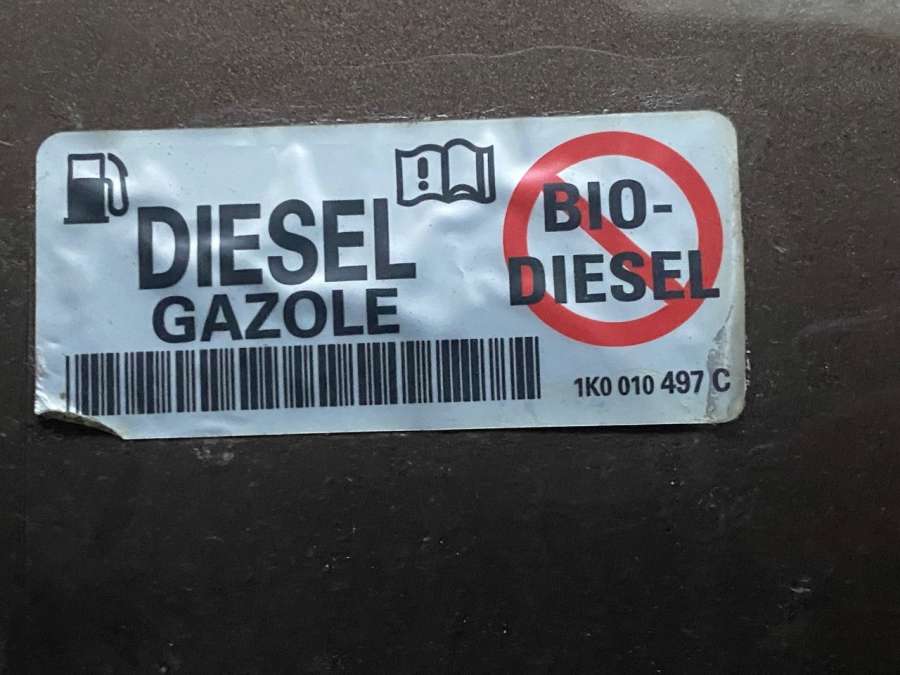 DIESEL
GAZOLE
BIO-
DIESEL
1K0 010 497 C